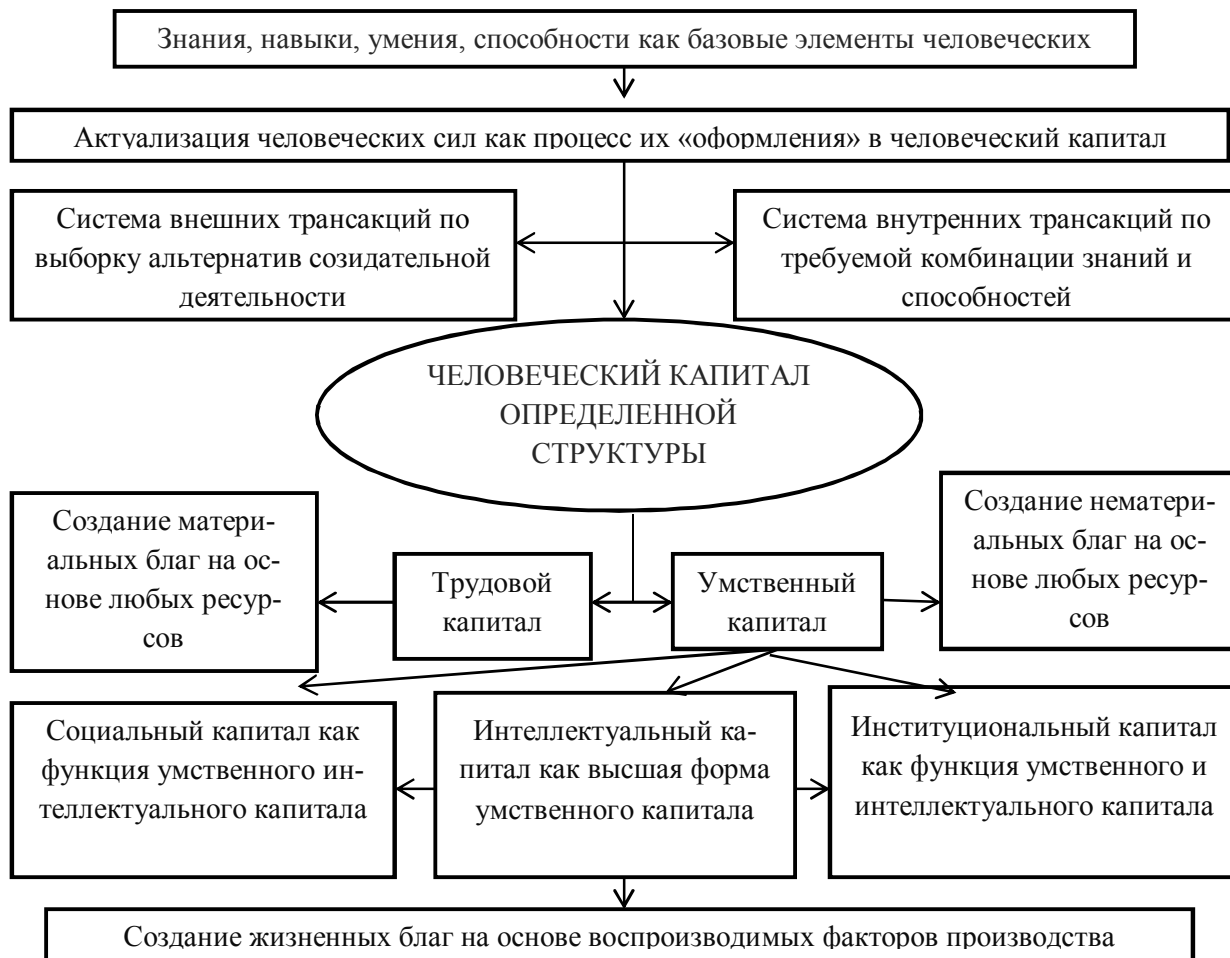 Знания, навыки, умения, способности как базовые элементы человеческих
Актуализация человеческих сил как процесс их «оформления» в человеческий капитал
Система внешних трансакций по
выборку альтернатив созидательной
деятельности
Система внутренних трансакций по
требуемой комбинации знаний и
способностей
ЧЕЛОВЕЧЕСКИЙ КАПИТАЛ
ОПРЕДЕЛЕННОЙ
СТРУКТУРЫ
Создание матери-
альных благ на ос-
нове любых ресур-
сов
Трудовой
капитал
Умственный
капитал
Создание нематери-
альных благ на ос-
нове любых ресур-
сов
Социальный капитал как
функция умственного ин-
теллектуального капитала
Интеллектуальный ка-
питал как высшая форма
умственного капитала
Институциональный капитал
как функция умственного и
интеллектуального капитала
Создание жизненных благ на основе воспроизводимых факторов производства